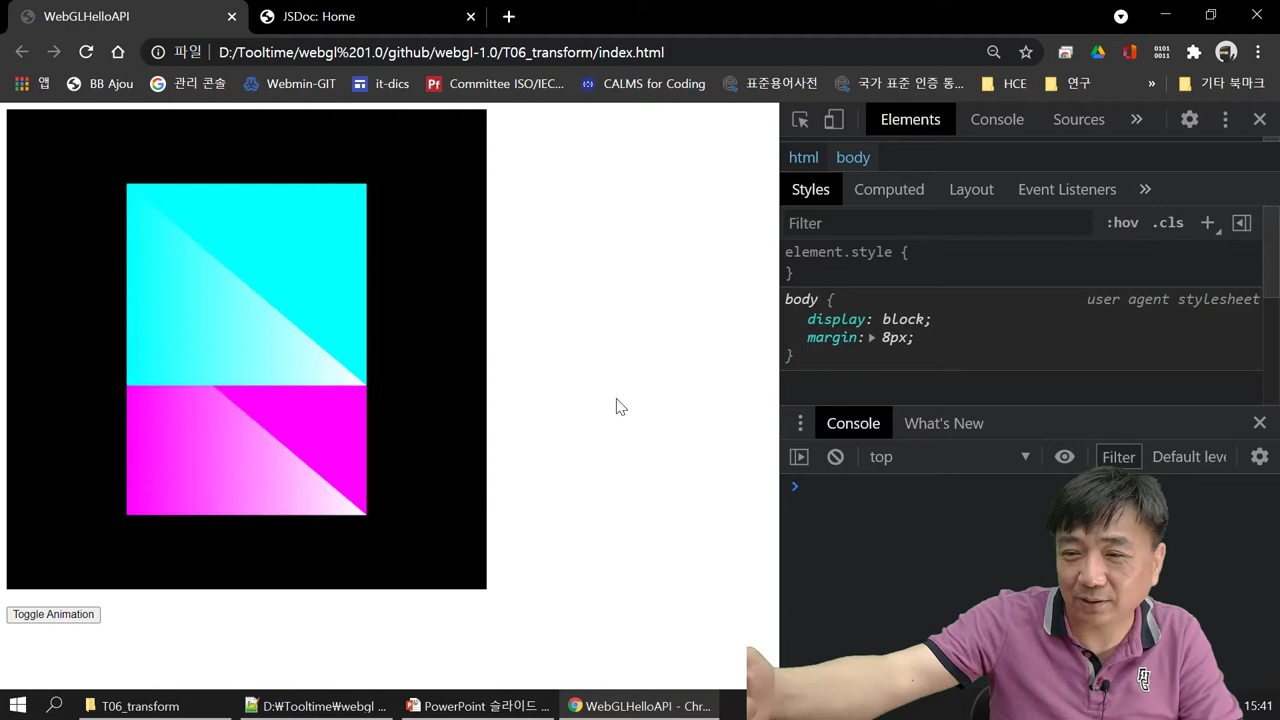 WebGLHelloAPI
JSDoc: Home
파일
D:/Tooltime/webgl%201.0/github/webgl-1.0/T06_transform/index.html
0101
0011
앱
BB Ajou
관리 콘솔
Webmin-GIT
it-dics
Committee ISO/IEC...
CALMS for Coding
표준용어사전
국가 표준 인증 통...
HCE
연구
»
기타 북마크
Toggle Animation
Elements
Console
Sources
»
html
body
Styles
Computed
Layout
Event Listeners
»
Filter
:hov
.cls
element.style {
}
body {
user agent stylesheet
display: block;
margin: 8px;
}
Console
What's New
top
Filter
Default leve
T06_transform
D:₩Tooltime₩webgl ...
PowerPoint 슬라이드 ...
WebGLHelloAPI - Chr...
15:41